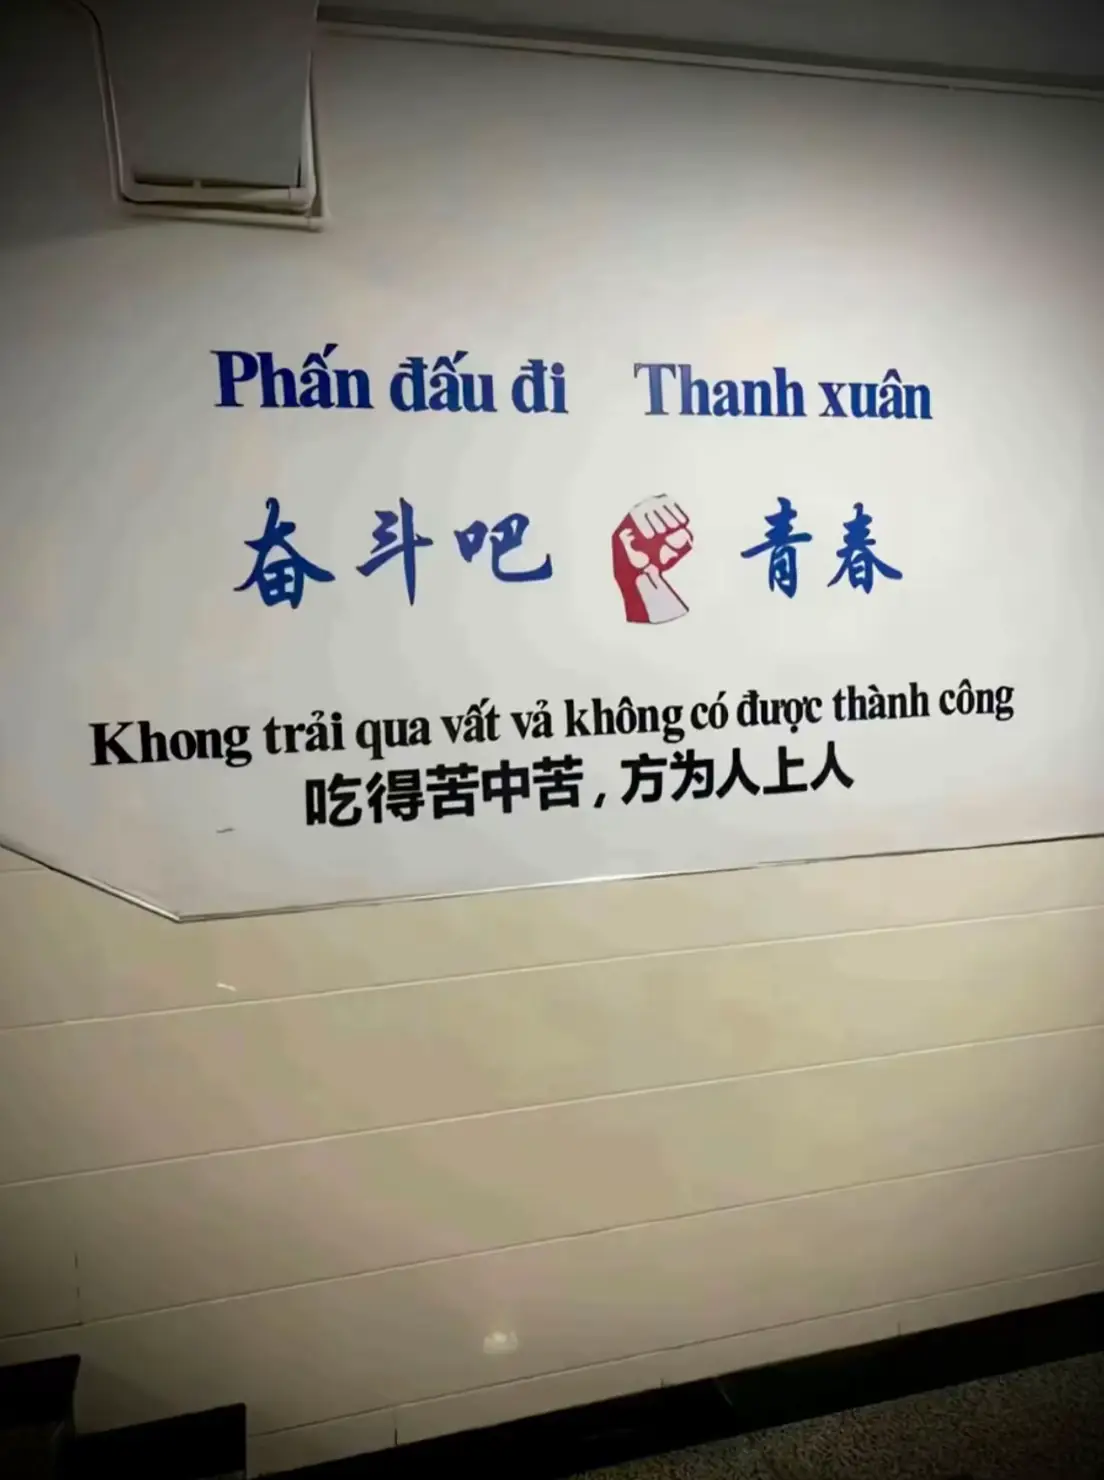 Phấn đấu đi Thanh xuân
奋斗吧 青春
Khong trải qua vất vả không có được thành công
吃得苦中苦，方为人上人